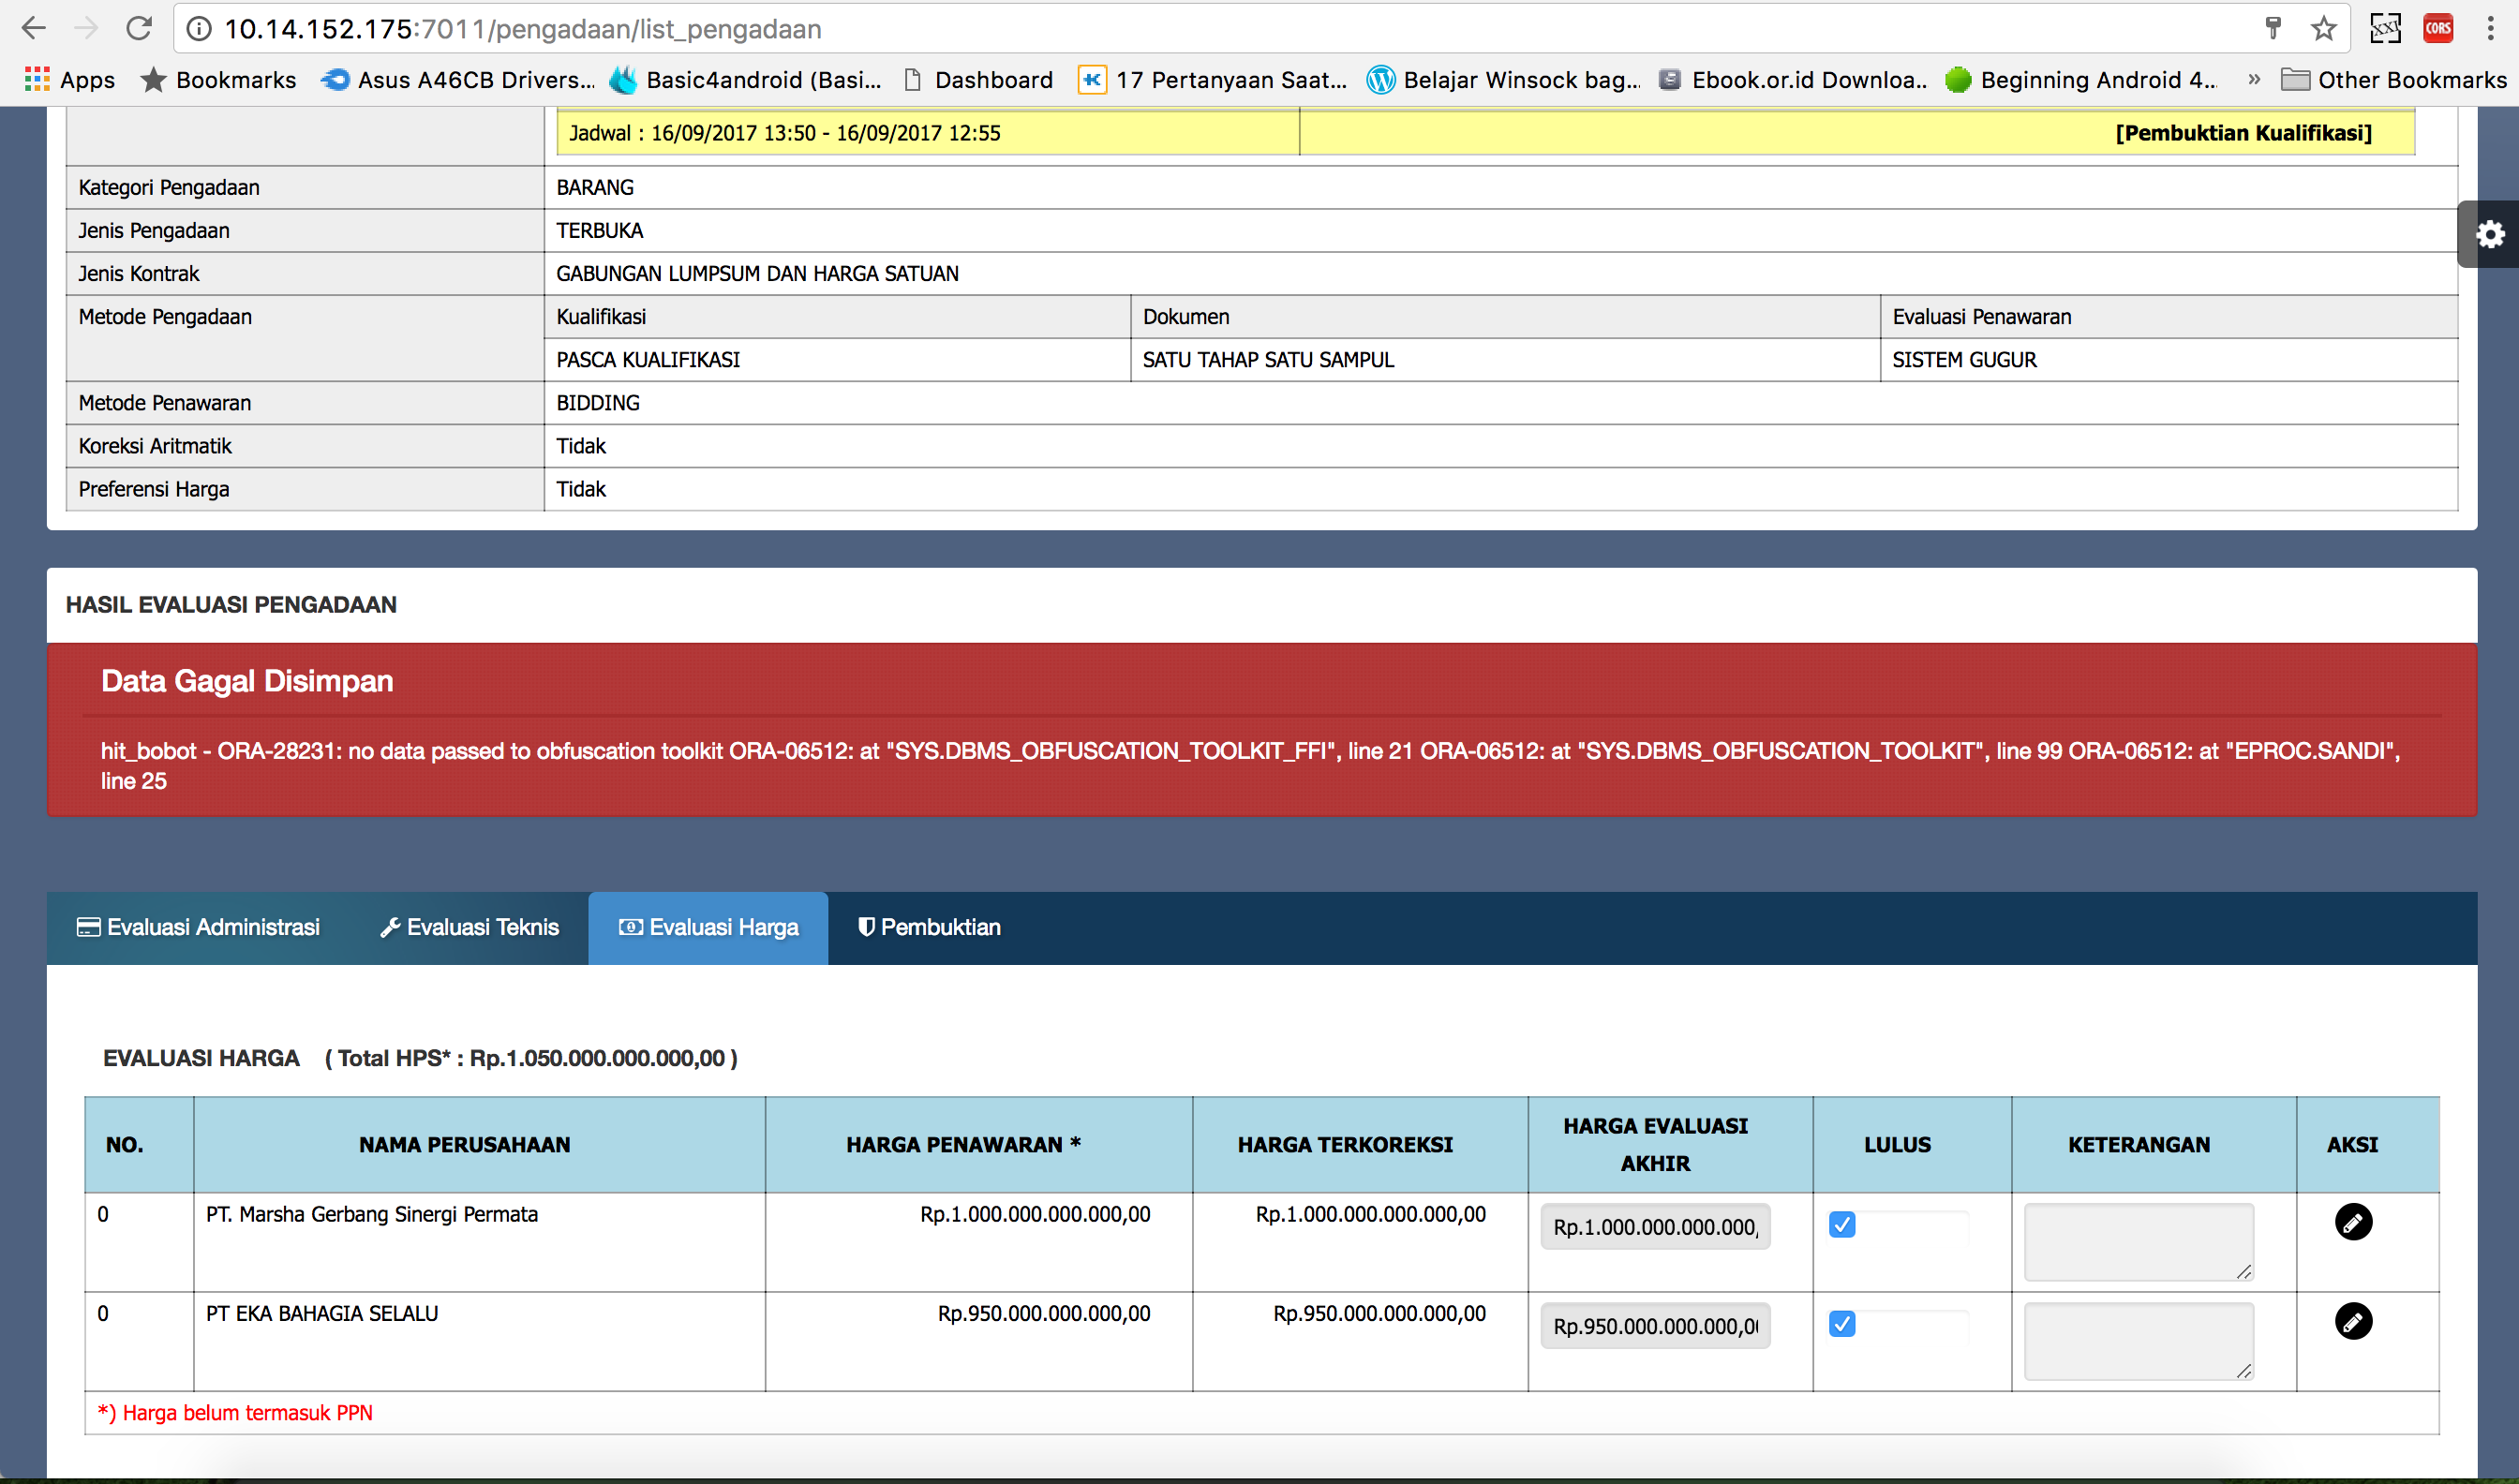 10.14.152.175:7011/pengadaan/list_pengadaan
XXI
CORS
Apps
Bookmarks
Asus A46CB Drivers...
Basic4android (Basi...
Dashboard
17 Pertanyaan Saat...
Belajar Winsock bag...
Ebook.or.id Downloa...
Beginning Android 4...
»
Other Bookmarks
Jadwal : 16/09/2017 13:50 - 16/09/2017 12:55
[Pembuktian Kualifikasi]
Kategori Pengadaan
BARANG
Jenis Pengadaan
TERBUKA
Jenis Kontrak
GABUNGAN LUMPSUM DAN HARGA SATUAN
Metode Pengadaan
Kualifikasi
Dokumen
Evaluasi Penawaran
PASCA KUALIFIKASI
SATU TAHAP SATU SAMPUL
SISTEM GUGUR
Metode Penawaran
BIDDING
Koreksi Aritmatik
Tidak
Preferensi Harga
Tidak
HASIL EVALUASI PENGADAAN
Data Gagal Disimpan
hit_bobot - ORA-28231: no data passed to obfuscation toolkit ORA-06512: at "SYS.DBMS_OBFUSCATION_TOOLKIT_FFI", line 21 ORA-06512: at "SYS.DBMS_OBFUSCATION_TOOLKIT", line 99 ORA-06512: at "EPROC.SANDI",
line 25
Evaluasi Administrasi
Evaluasi Teknis
Evaluasi Harga
Pembuktian
EVALUASI HARGA ( Total HPS* : Rp.1.050.000.000.000,00 )
NO.
NAMA PERUSAHAAN
HARGA PENAWARAN *
HARGA TERKOREKSI
HARGA EVALUASI
AKHIR
LULUS
KETERANGAN
AKSI
0
PT. Marsha Gerbang Sinergi Permata
Rp.1.000.000.000.000,00
Rp.1.000.000.000.000,00
Rp.1.000.000.000.000,
0
PT EKA BAHAGIA SELALU
Rp.950.000.000.000,00
Rp.950.000.000.000,00
Rp.950.000.000.000,0
*) Harga belum termasuk PPN